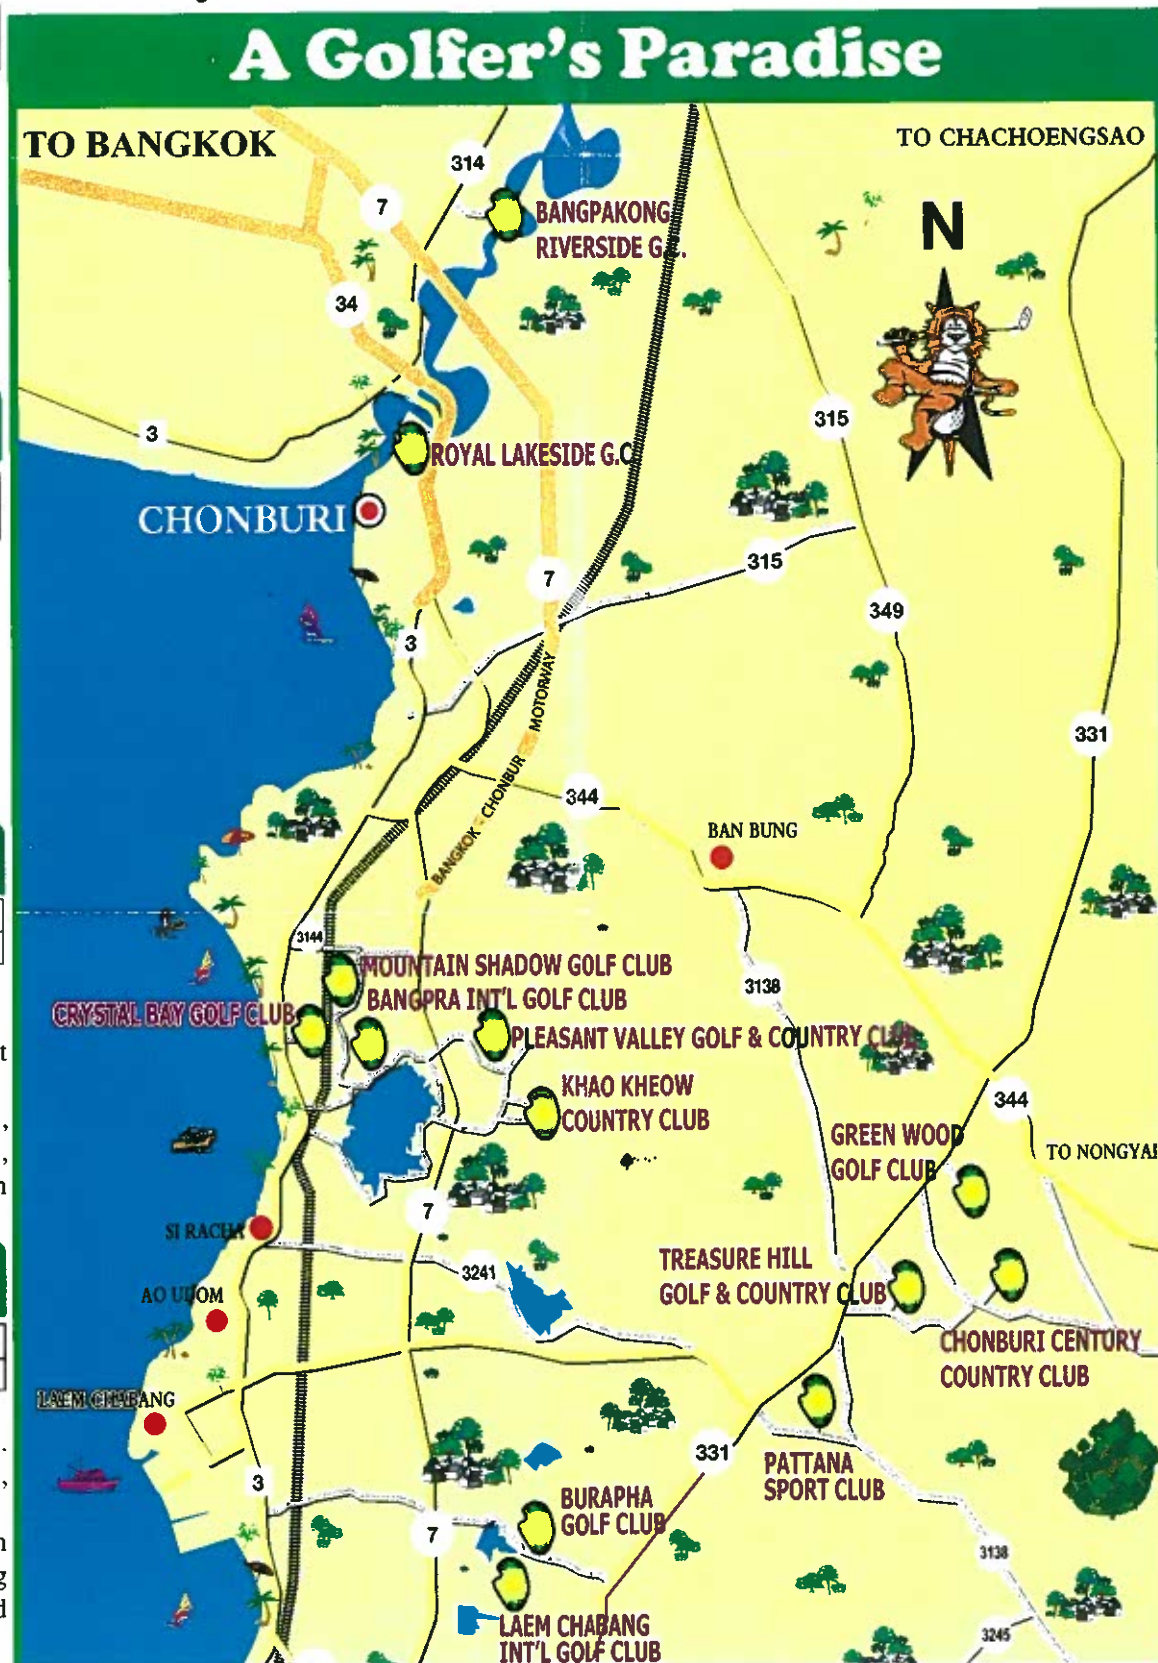 A Golfer's Paradise
TO BANGKOK
TO CHACHOENGSAO
314
7
BANGPAKONG
RIVERSIDE G.C.
N
34
3
315
ROYAL LAKESIDE G.C
CHONBURI
315
7
349
3
331
BANGKOK - CHONBUR MOTORWAY
344
BAN BUNG
3144
MOUNTAIN SHADOW GOLF CLUB
3138
BANGPRA INT'L GOLF CLUB
CRYSTAL BAY GOLF CLUB
PLEASANT VALLEY GOLF & COUNTRY CLUB
KHAO KHEOW
COUNTRY CLUB
344
GREEN WOOD
GOLF CLUB
TO NONGYAI
7
SI RACHA
TREASURE HILL
GOLF & COUNTRY CLUB
3241
AO UDOM
CHONBURI CENTURY
COUNTRY CLUB
LAEM CHABANG
331
PATTANA
SPORT CLUB
3
BURAPHA
GOLF CLUB
7
3138
LAEM CHABANG
INT'L GOLF CLUB
3245